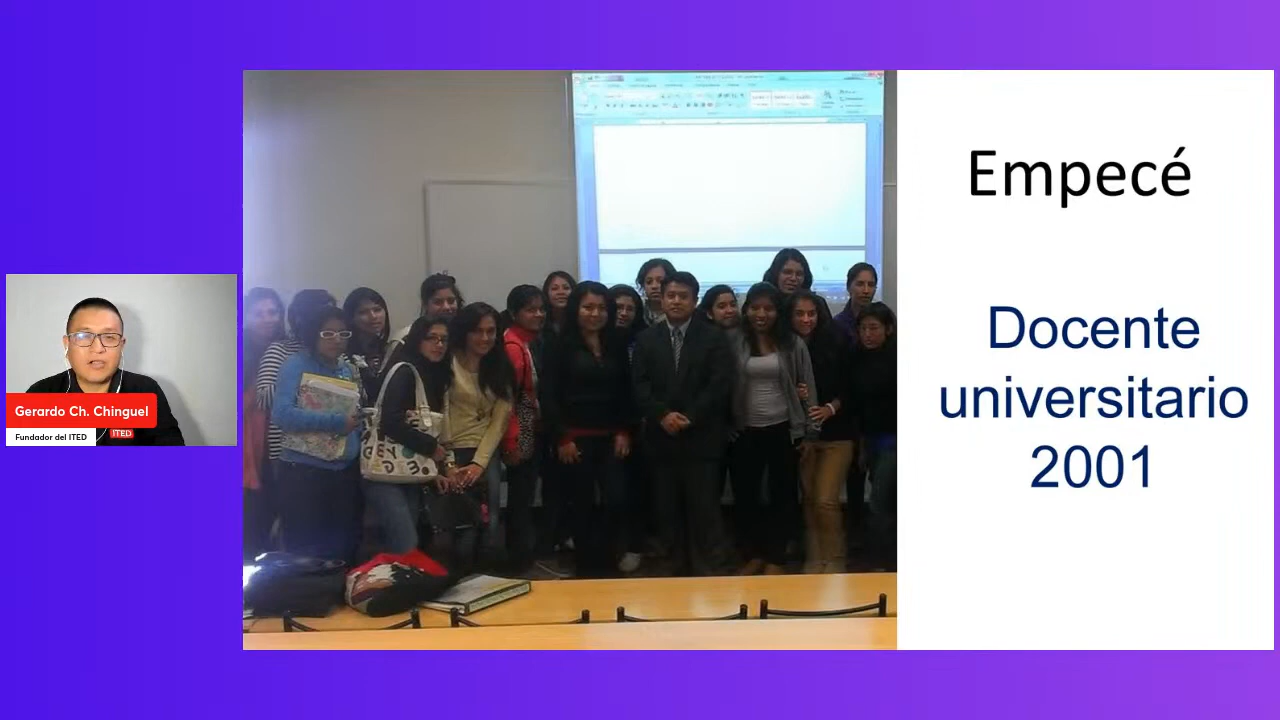 Empecé
Docente
universitario
2001
Gerardo Ch. Chinguel
Fundador del ITED
ITED